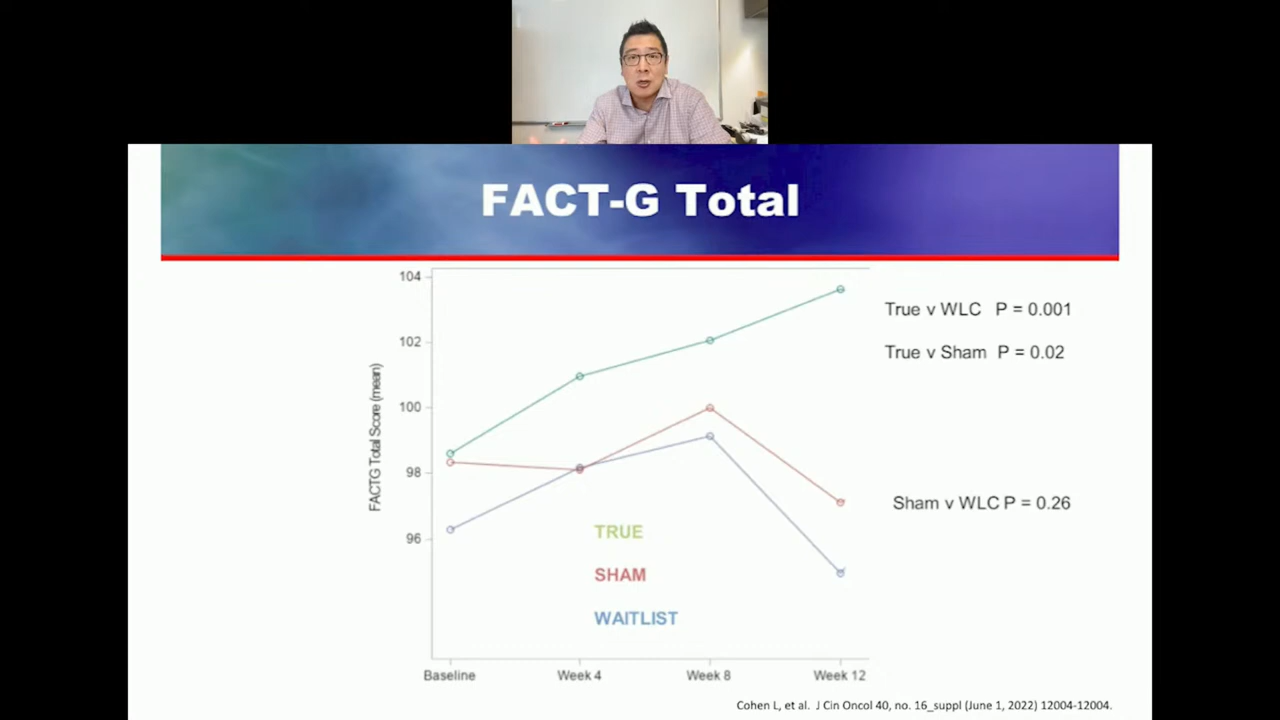 FACT-G Total
104
102
100
98
96
FACTG Total Score (mean)
True v WLC P = 0.001
True v Sham P = 0.02
Sham v WLC P = 0.26
TRUE
SHAM
WAITLIST
Baseline
Week 4
Week 8
Week 12
Cohen L, et al. J Cin Oncol 40, no. 16_suppl (June 1, 2022) 12004-12004.